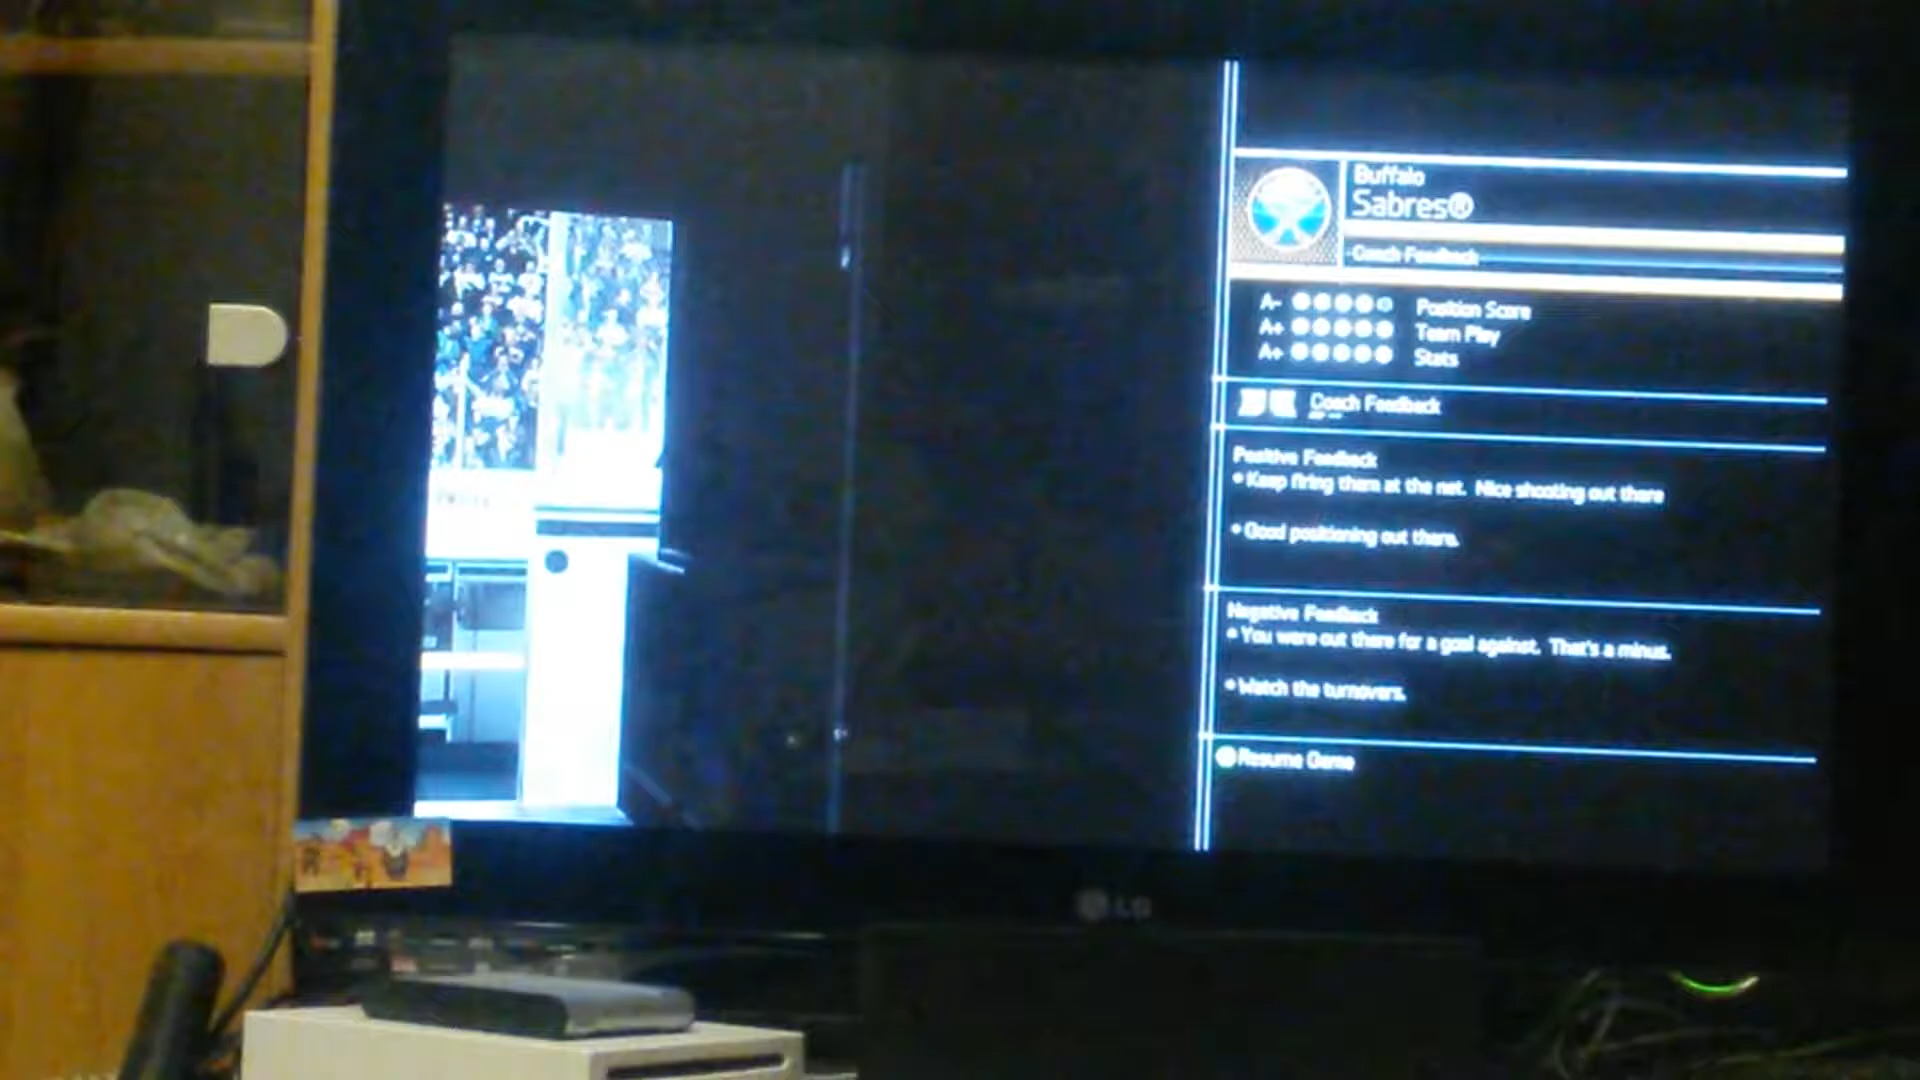 Buffalo
Sabres®
Coach Feedback
A- Position Score
A+ Team Play
A+ Stats
Coach Feedback
Positive Feedback
• Keep firing them at the net. Nice shooting out there
• Good positioning out there.
Negative Feedback
• You were out there for a goal against. That's a minus.
• Watch the turnovers.
Resume Game
LG